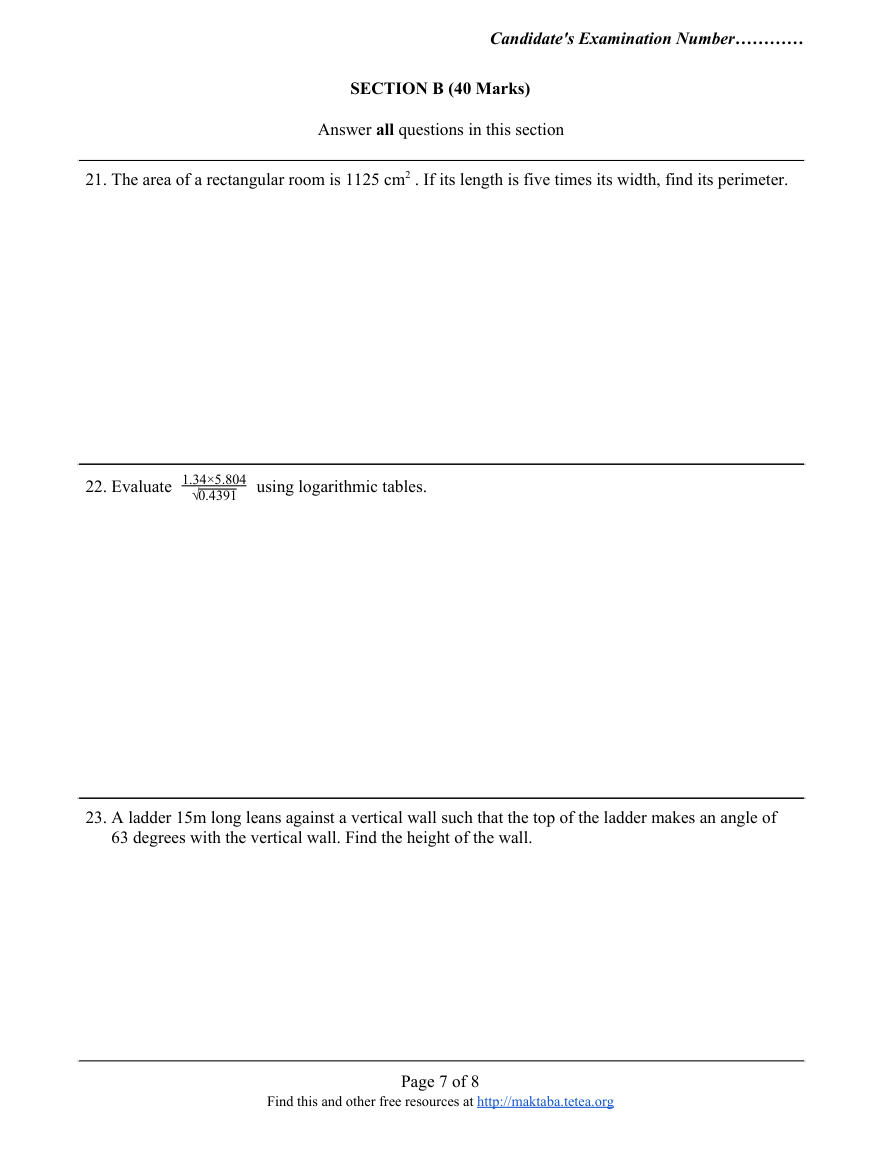 Candidate's Examination Number…………
SECTION B (40 Marks)
Answer all questions in this section
21. The area of a rectangular room is 1125 cm² . If its length is five times its width, find its perimeter.
22. Evaluate 1.34×5.804/√0.4391 using logarithmic tables.
23. A ladder 15m long leans against a vertical wall such that the top of the ladder makes an angle of
63 degrees with the vertical wall. Find the height of the wall.
Page 7 of 8
Find this and other free resources at http://maktaba.tetea.org